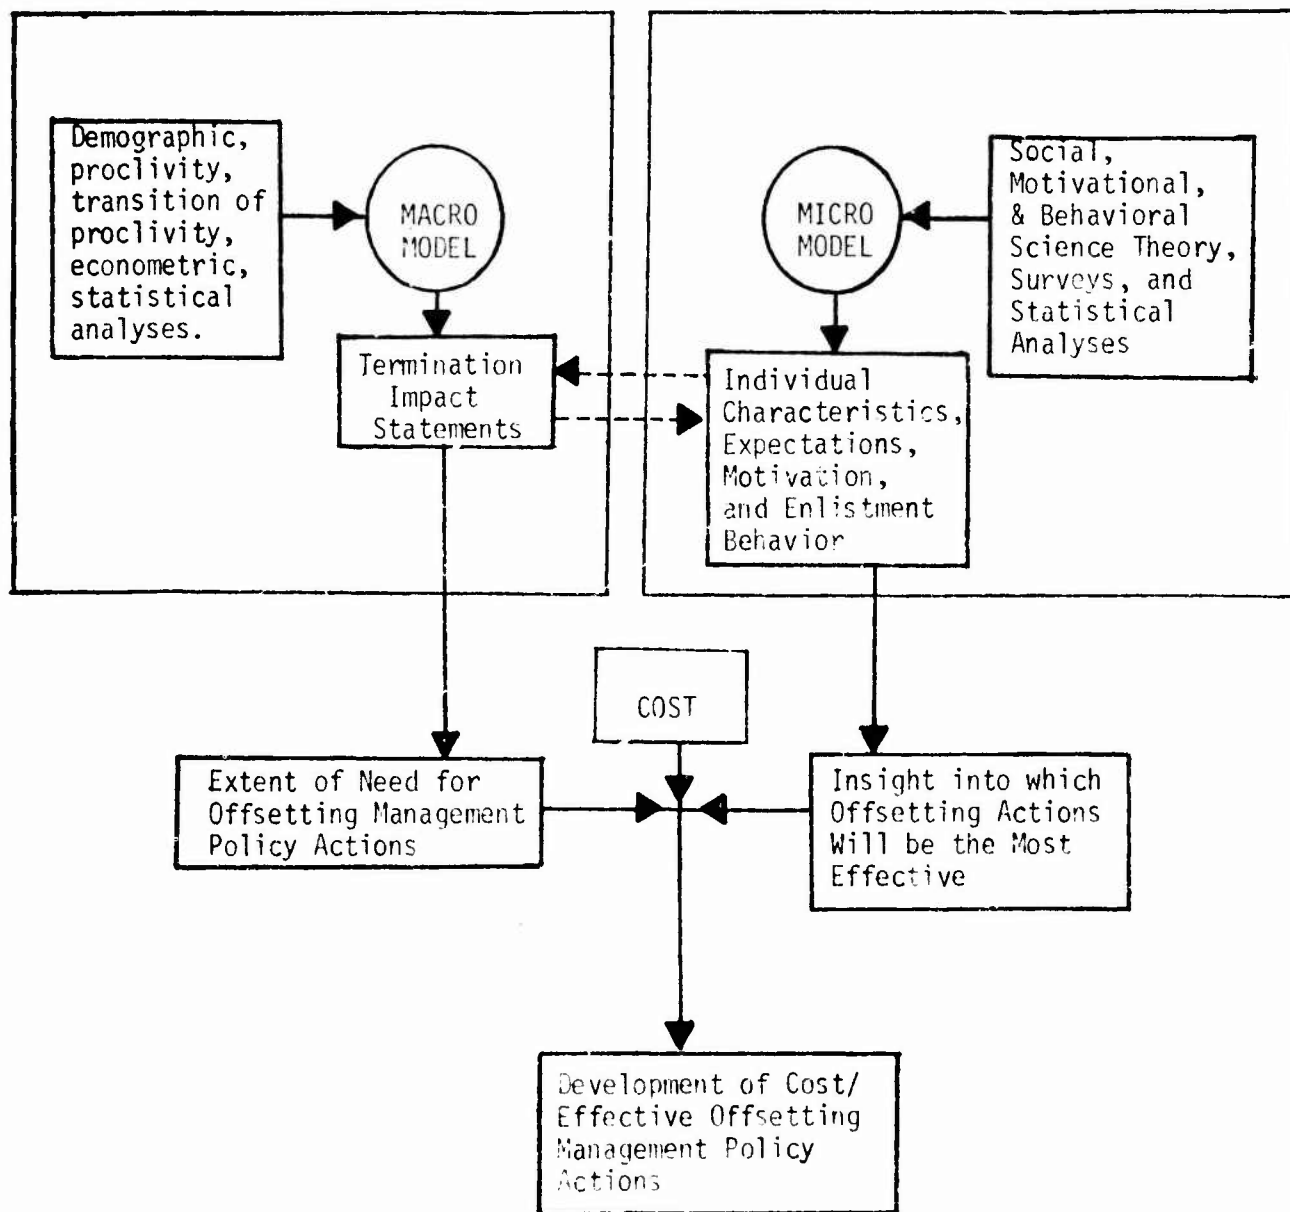 Demographic,
proclivity,
transition of
proclivity,
econometric,
statistical
analyses.
MACRO
MODEL
Termination
Impact
Statements
MICRO
MODEL
Social,
Motivational,
& Behavioral
Science Theory,
Surveys, and
Statistical
Analyses
Individual
Characteristics,
Expectations,
Motivation,
and Enlistment
Behavior
COST
Extent of Need for
Offsetting Management
Policy Actions
Insight into which
Offsetting Actions
Will be the Most
Effective
Development of Cost/
Effective Offsetting
Management Policy
Actions